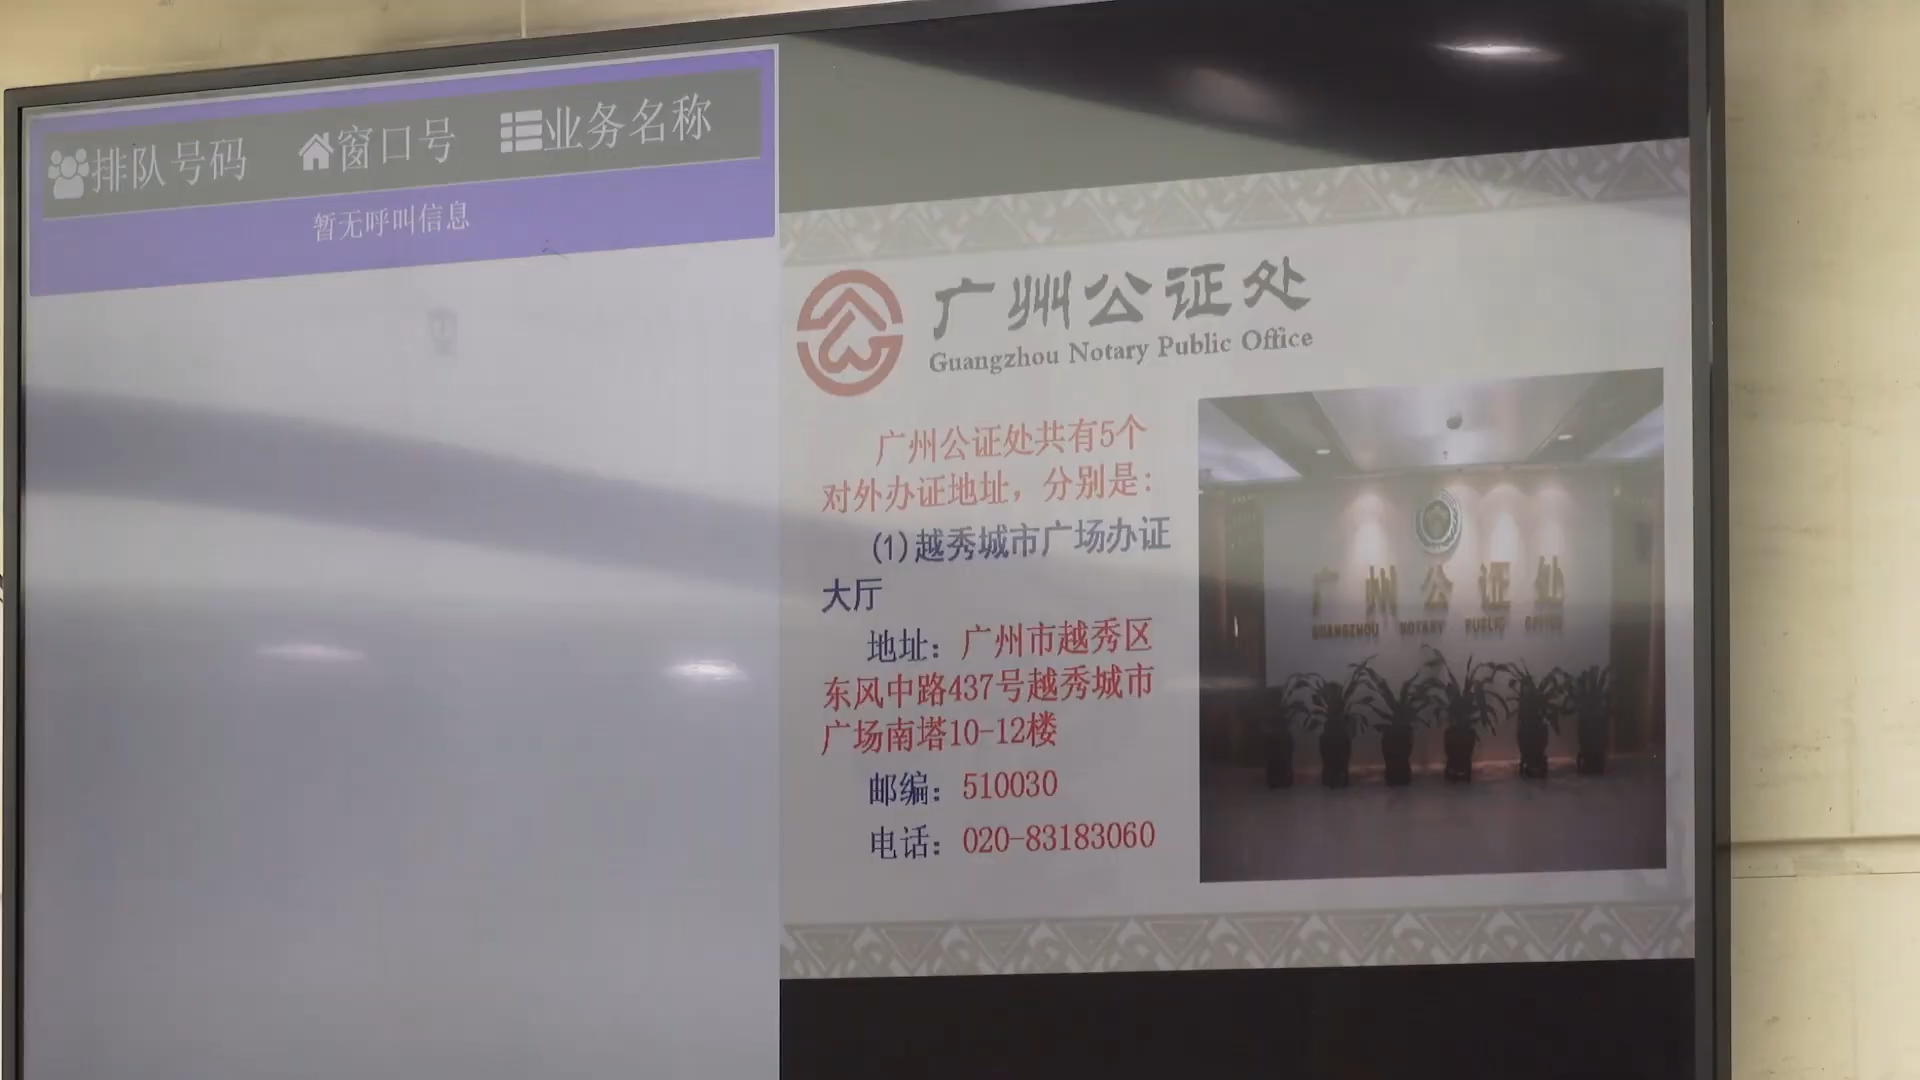 排队号码 窗口号 业务名称
暂无呼叫信息
广州公证处
Guangzhou Notary Public Office
广州公证处共有5个
对外办证地址，分别是：
(1)越秀城市广场办证
大厅
地址：广州市越秀区
东风中路437号越秀城市
广场南塔10-12楼
邮编：510030
电话：020-83183060
广州公证处
GUANGZHOU NOTARY PUBLIC OFFICE